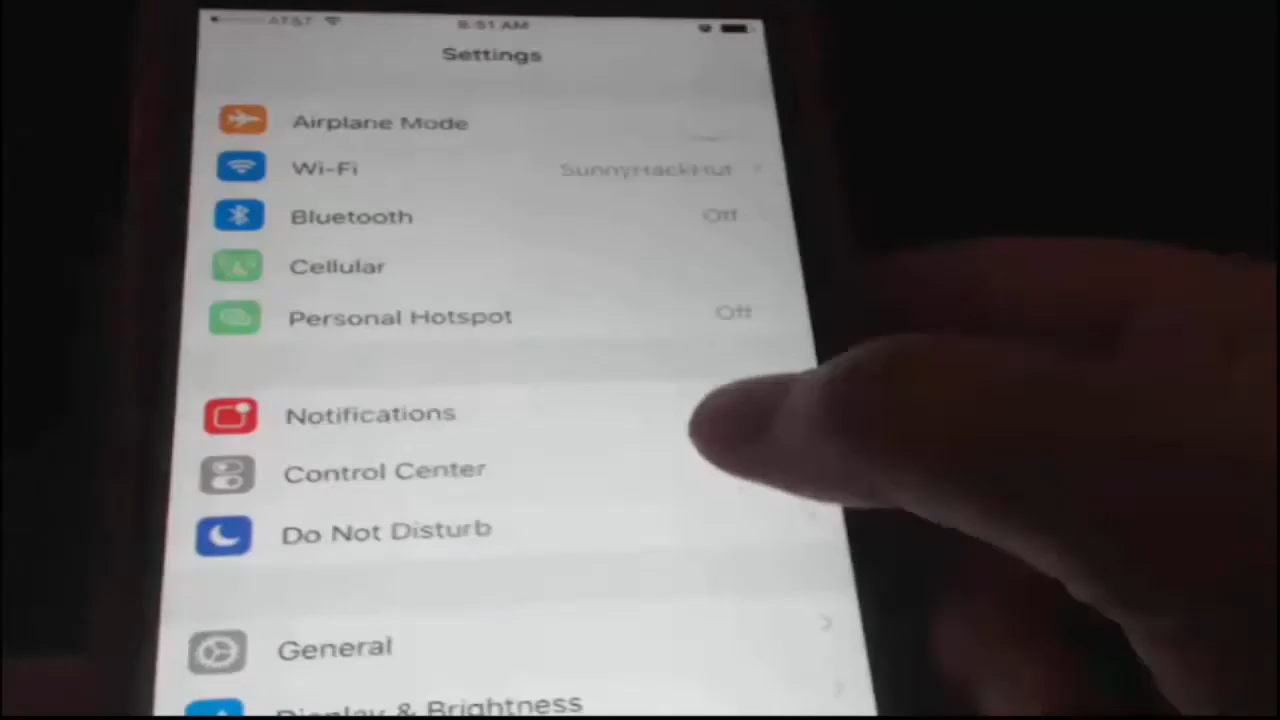 AT&T 8:51 AM
Settings
Airplane Mode
Wi-Fi SunnyHackHut
Bluetooth Off
Cellular
Personal Hotspot Off
Notifications
Control Center
Do Not Disturb
General
Display & Brightness